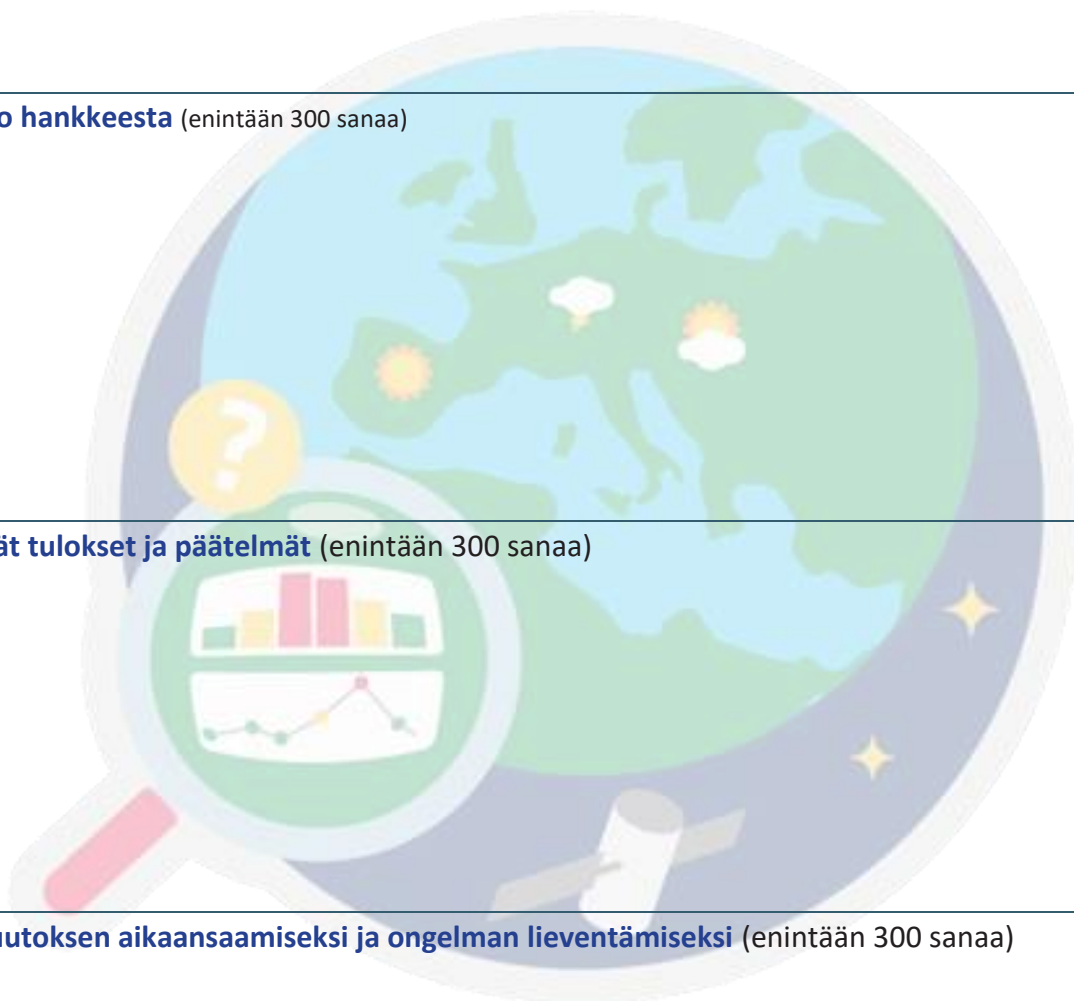 o hankkeesta (enintään 300 sanaa)
ät tulokset ja päätelmät (enintään 300 sanaa)
utoksen aikaansaamiseksi ja ongelman lieventämiseksi (enintään 300 sanaa)
?